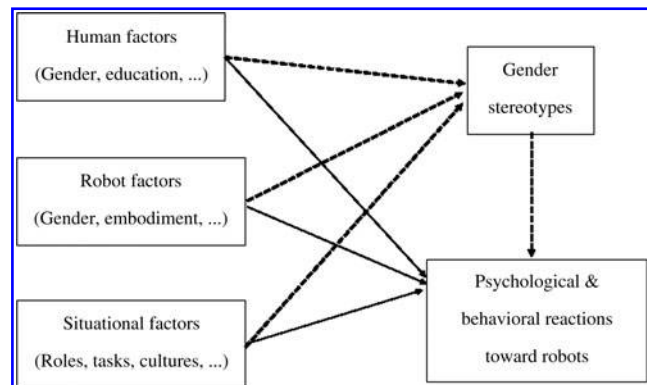 Human factors
(Gender, education, ...)
Gender
stereotypes
Robot factors
(Gender, embodiment, ...)
Situational factors
(Roles, tasks, cultures, ...)
Psychological &
behavioral reactions
toward robots